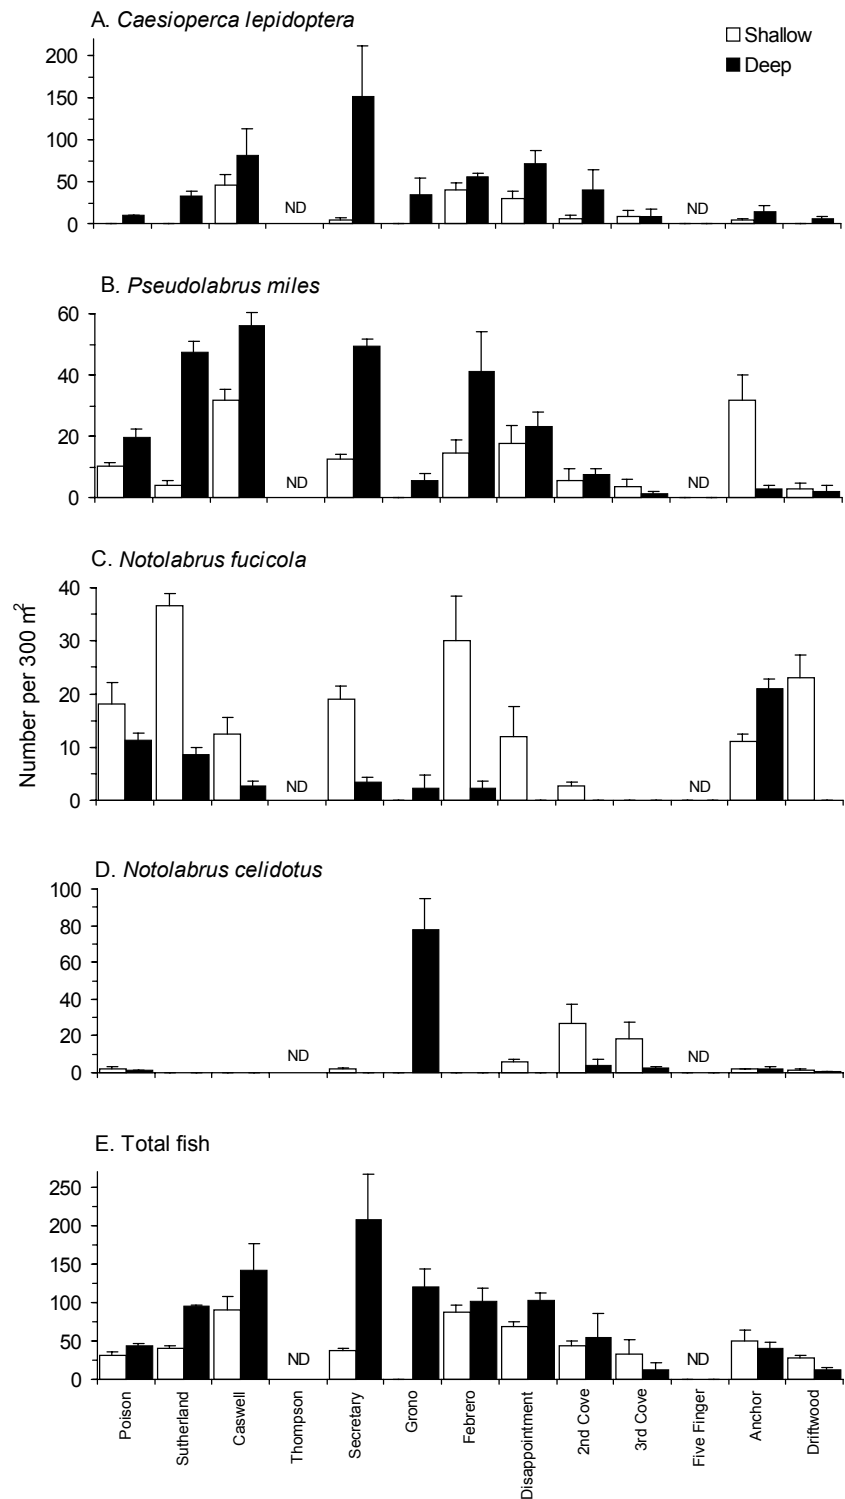 A. Caesioperca lepidoptera
Shallow
Deep
200
150
100
50
0
ND
ND
B. Pseudolabrus miles
60
40
20
0
ND
ND
C. Notolabrus fucicola
40
30
20
10
0
ND
ND
Number per 300 m²
D. Notolabrus celidotus
100
80
60
40
20
0
ND
ND
E. Total fish
250
200
150
100
50
0
ND
ND
Poison
Sutherland
Caswell
Thompson
Secretary
Grono
Febrero
Disappointment
2nd Cove
3rd Cove
Five Finger
Anchor
Driftwood